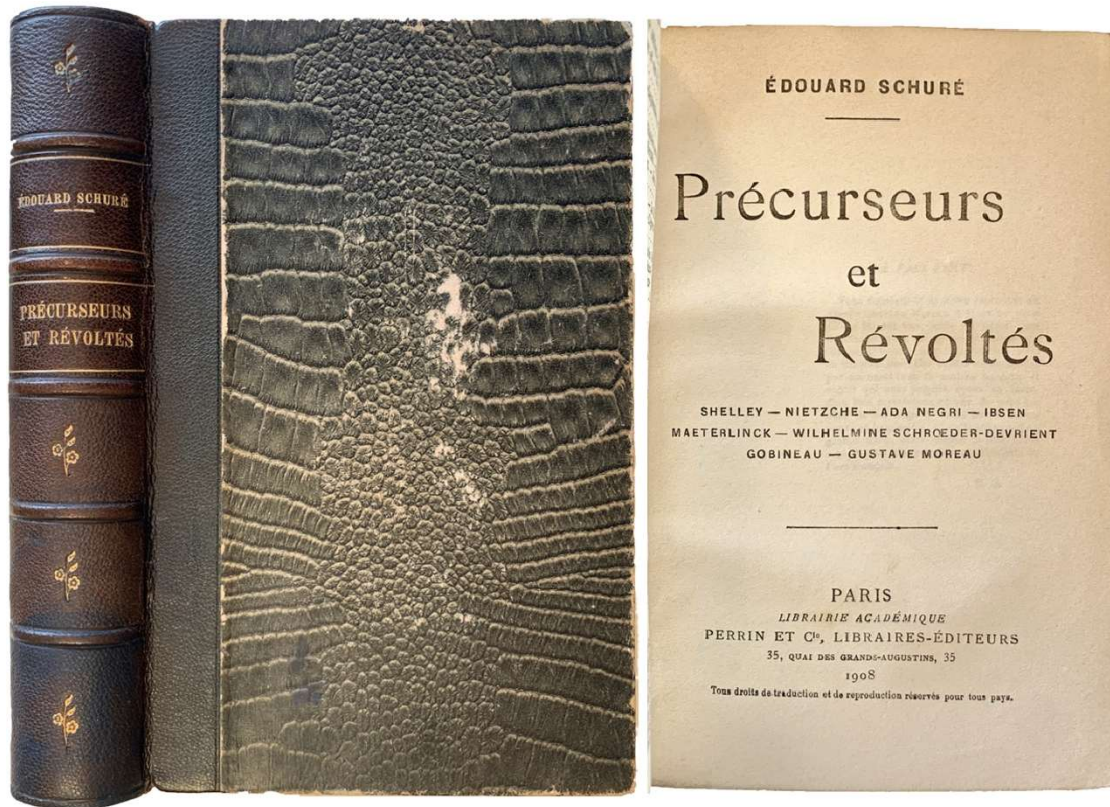 ÉDOUARD SCHURÉ
PRÉCURSEURS
ET RÉVOLTÉS
ÉDOUARD SCHURÉ
Précurseurs
et
Révoltés
SHELLEY — NIETZCHE — ADA NEGRI — IBSEN
MAETERLINCK — WILHELMINE SCHRŒDER-DEVRIENT
GOBINEAU — GUSTAVE MOREAU
PARIS
LIBRAIRIE ACADÉMIQUE
PERRIN ET Cie, LIBRAIRES-ÉDITEURS
35, QUAI DES GRANDS-AUGUSTINS, 35
1908
Tous droits de traduction et de reproduction réservés pour tous pays.